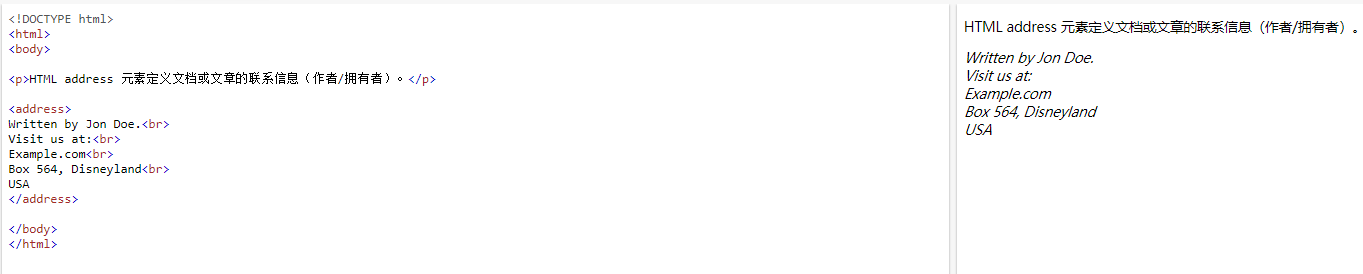 <!DOCTYPE html>
<html>
<body>
<p>HTML address 元素定义文档或文章的联系信息（作者/拥有者）。</p>
<address>
Written by Jon Doe.<br>
Visit us at:<br>
Example.com<br>
Box 564, Disneyland<br>
USA
</address>
</body>
</html>
HTML address 元素定义文档或文章的联系信息（作者/拥有者）。
Written by Jon Doe.
Visit us at:
Example.com
Box 564, Disneyland
USA